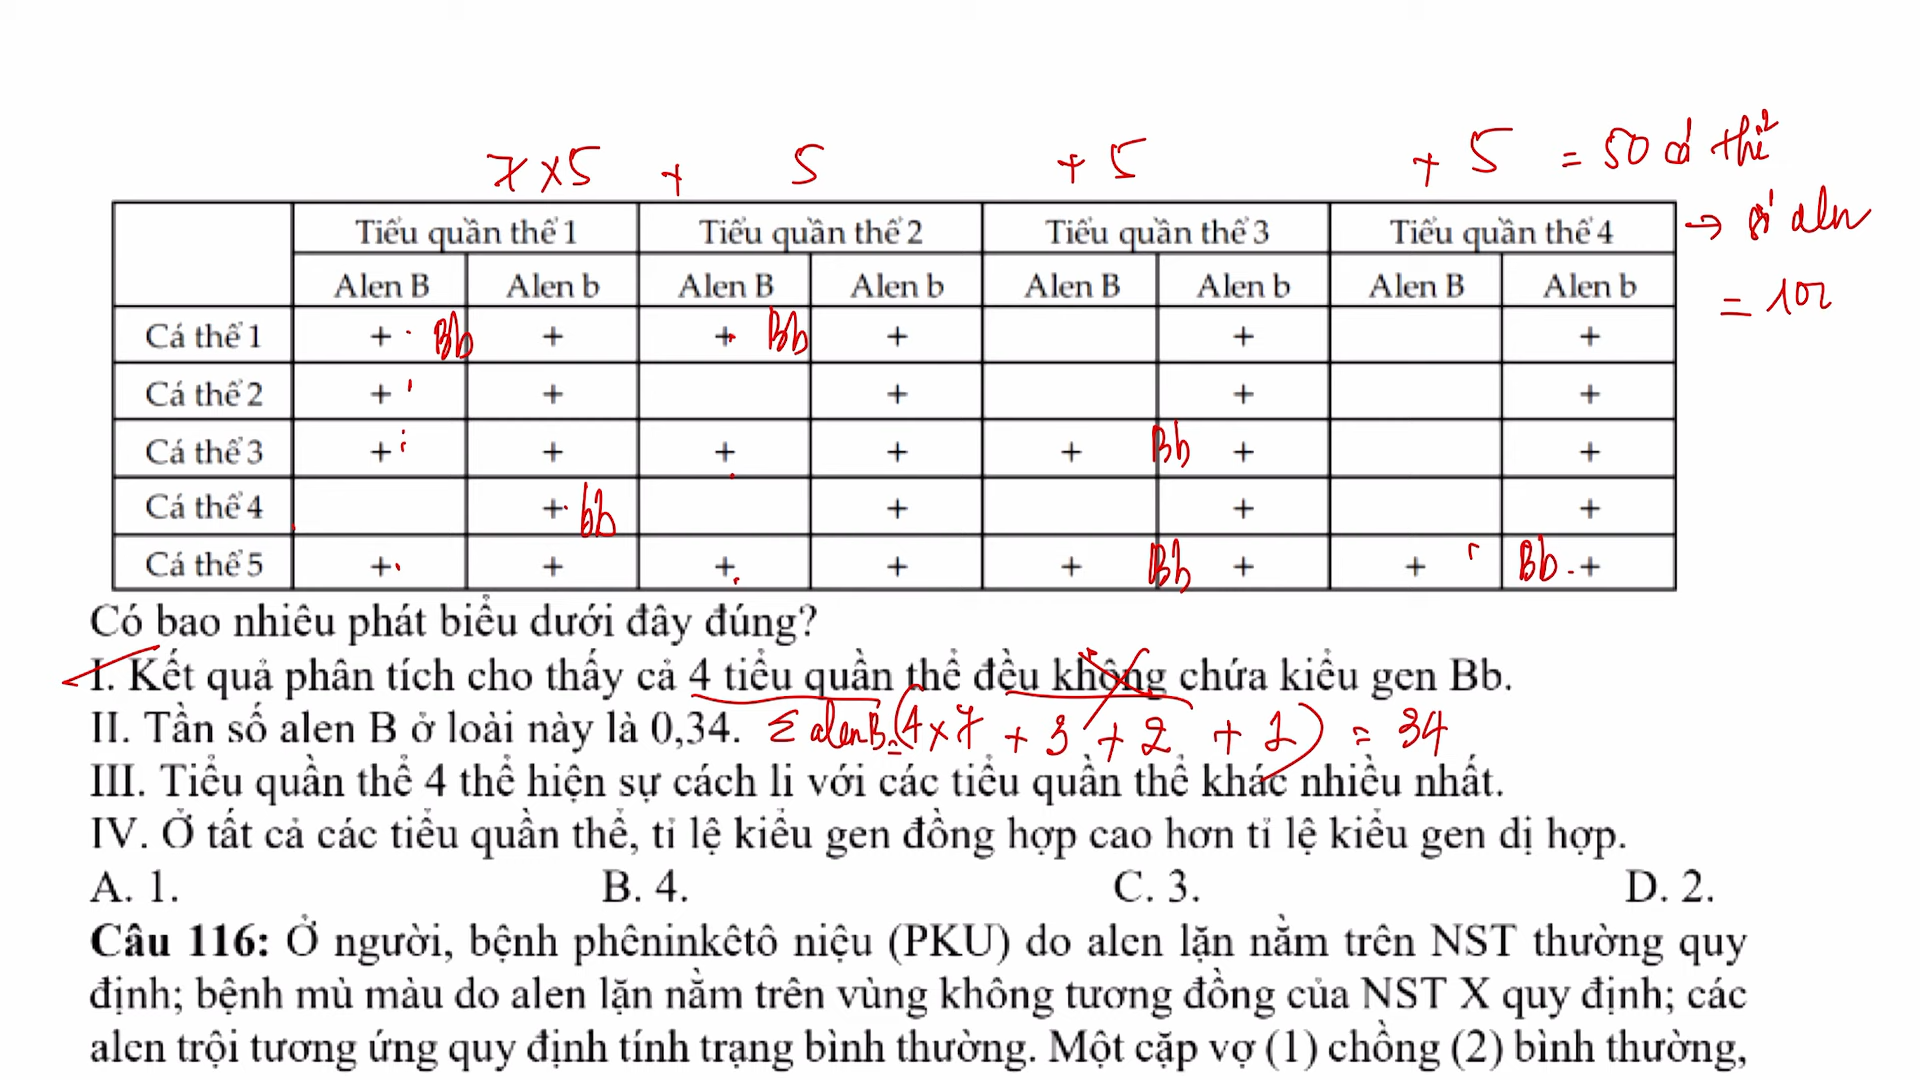 7 x 5 + 5 + 5 + 5 = 50 cá thể
→ số alen
= 100
Tiểu quần thể 1 Tiểu quần thể 2 Tiểu quần thể 3 Tiểu quần thể 4
Alen B Alen b Alen B Alen b Alen B Alen b Alen B Alen b
Cá thể 1 + Bb + + Bb + + +
Cá thể 2 + + + + +
Cá thể 3 + + + + + Bb + +
Cá thể 4 + bb + + +
Cá thể 5 + + + + + Bb + + Bb +
Có bao nhiêu phát biểu dưới đây đúng?
I. Kết quả phân tích cho thấy cả 4 tiểu quần thể đều không chứa kiểu gen Bb.
II. Tần số alen B ở loài này là 0,34. Σ alen B = (4 x 7 + 3 + 2 + 1) = 34
III. Tiểu quần thể 4 thể hiện sự cách li với các tiểu quần thể khác nhiều nhất.
IV. Ở tất cả các tiểu quần thể, tỉ lệ kiểu gen đồng hợp cao hơn tỉ lệ kiểu gen dị hợp.
A. 1. B. 4. C. 3. D. 2.
Câu 116: Ở người, bệnh phêninkêtô niệu (PKU) do alen lặn nằm trên NST thường quy
định; bệnh mù màu do alen lặn nằm trên vùng không tương đồng của NST X quy định; các
alen trội tương ứng quy định tính trạng bình thường. Một cặp vợ (1) chồng (2) bình thường,